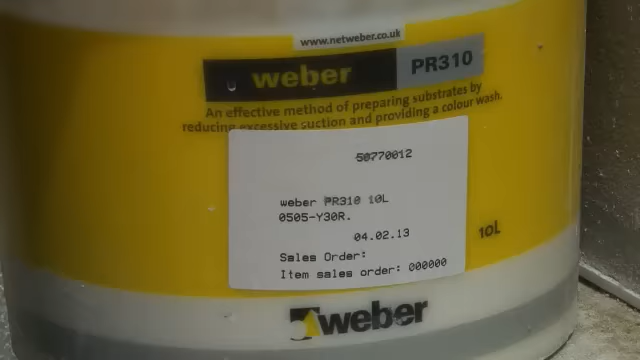 www.netweber.co.uk
weber PR310
An effective method of preparing substrates by
reducing excessive suction and providing a colour wash.
50770012
weber PR310 10L
0505-Y30R.
04.02.13
Sales Order:
Item sales order: 000000
10L
weber